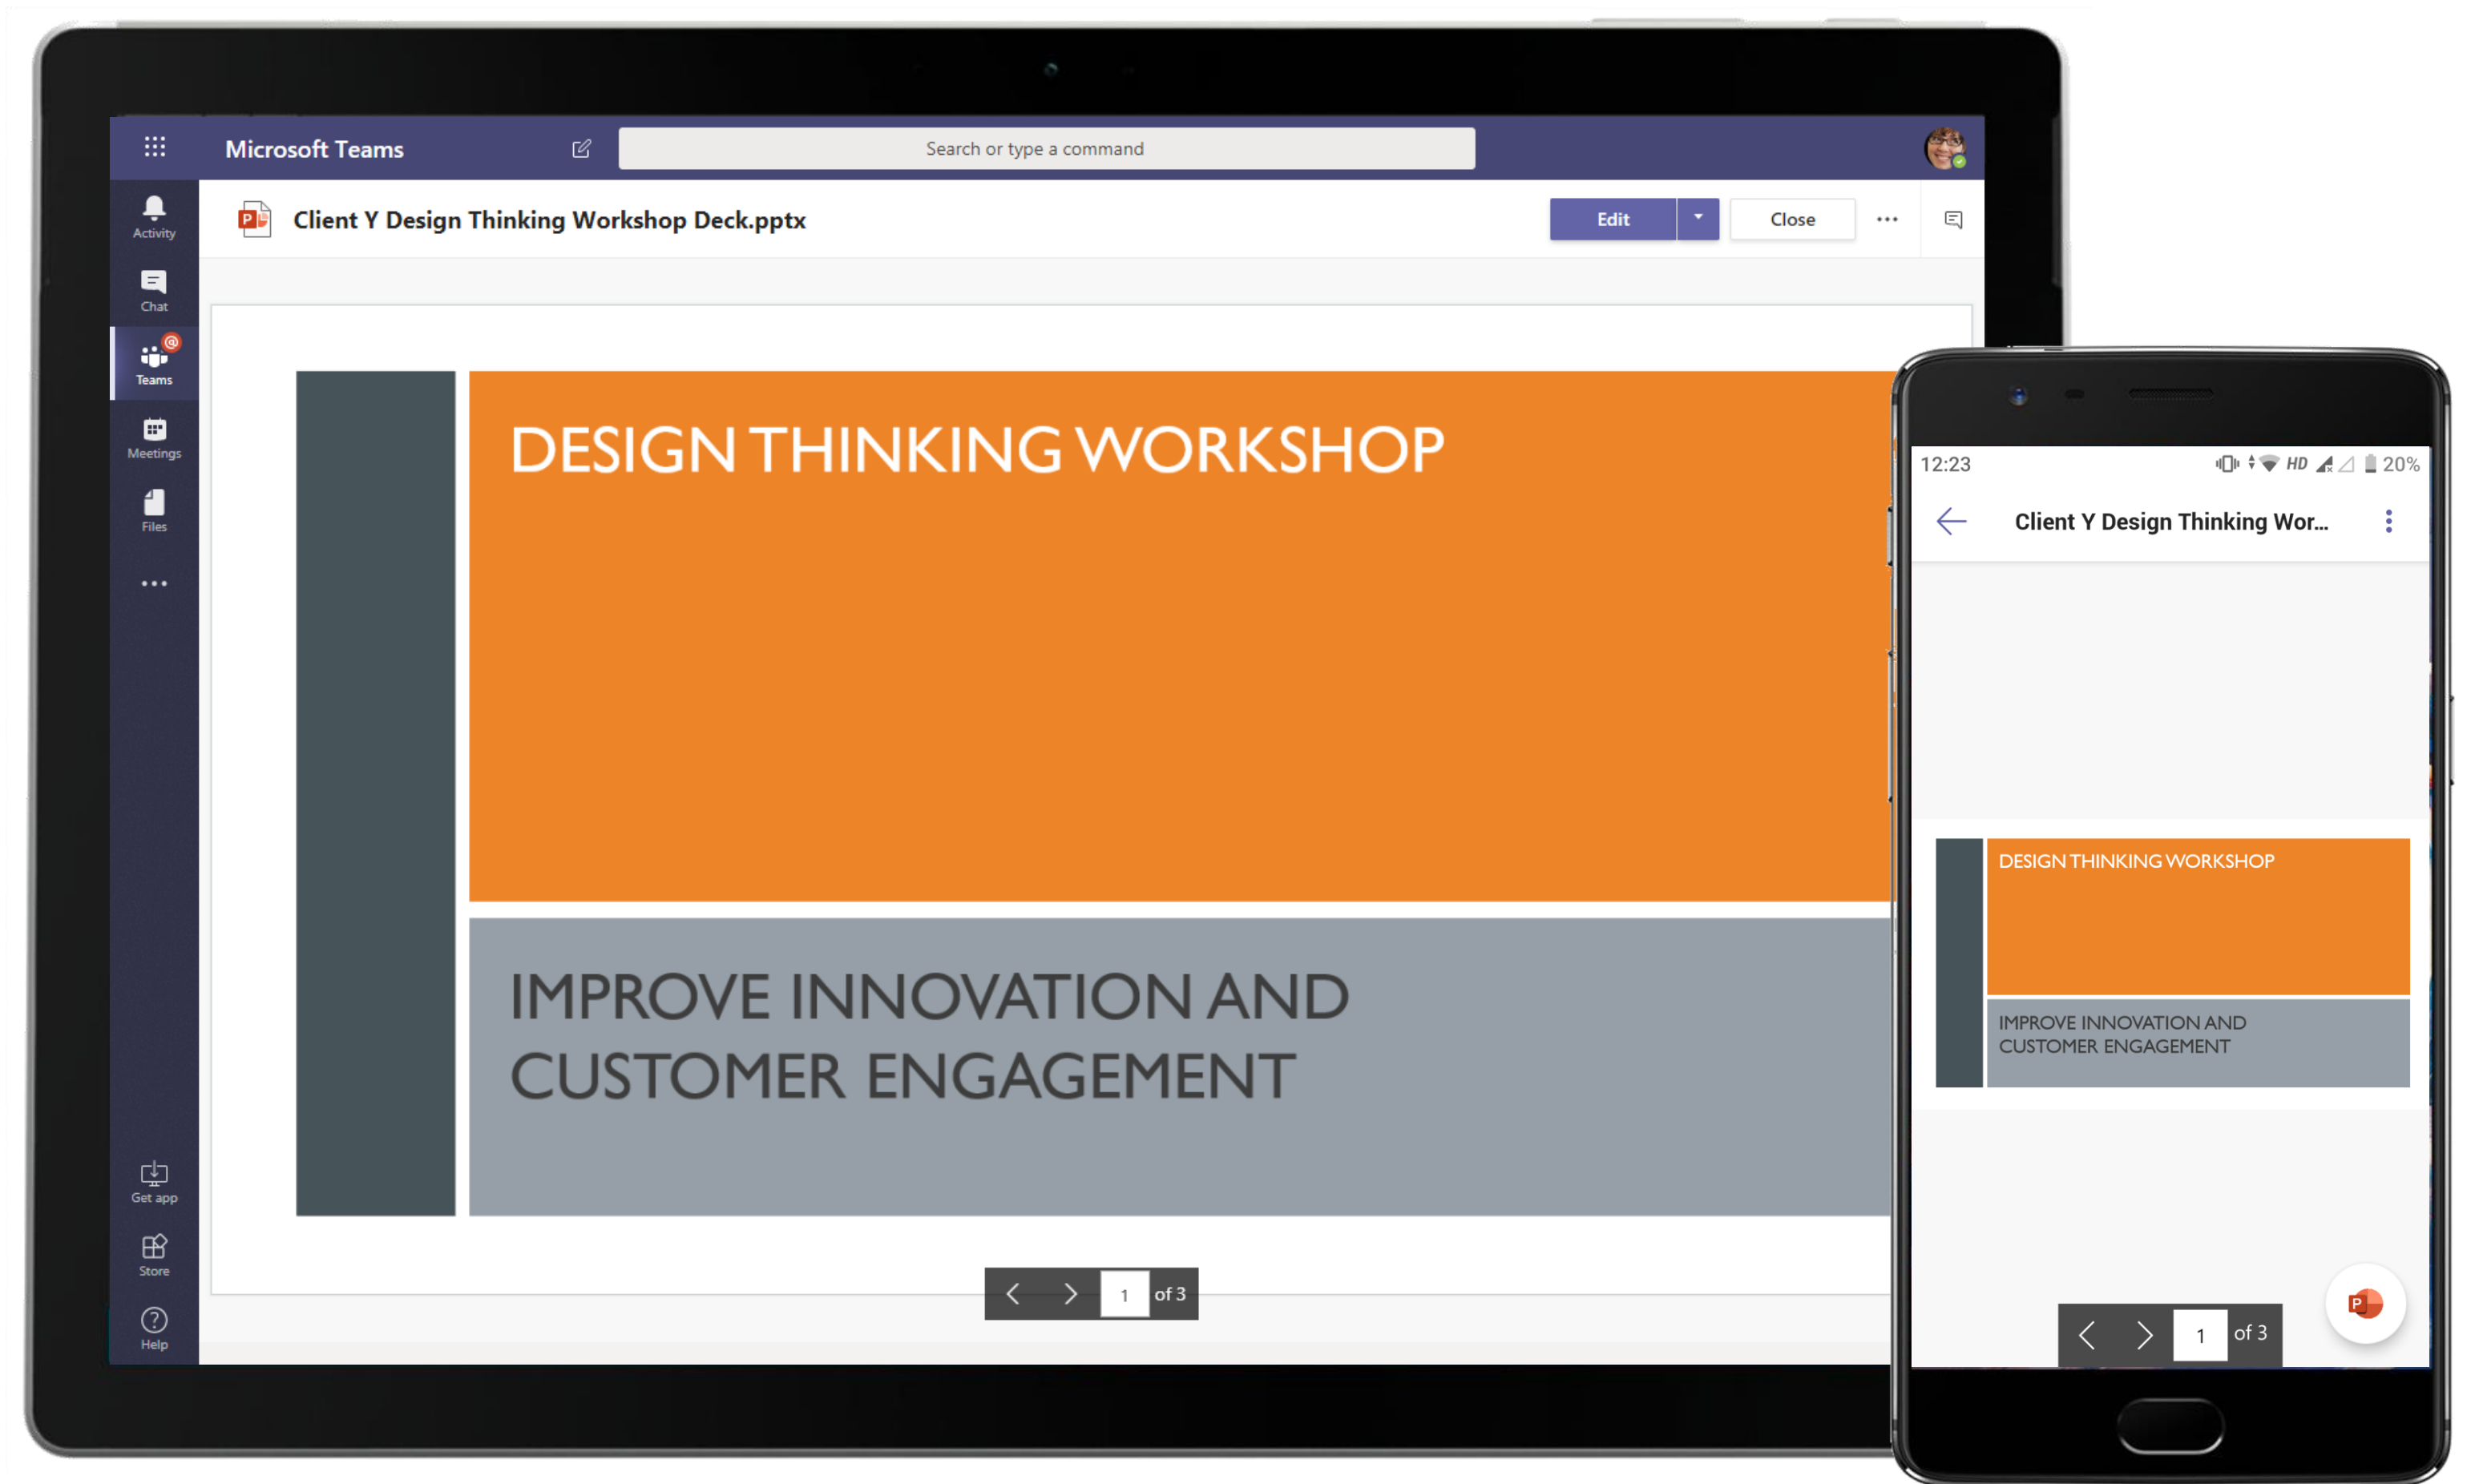 Microsoft Teams
Search or type a command
Activity
Chat
@
Teams
Meetings
Files
Get app
Store
Help
P
Client Y Design Thinking Workshop Deck.pptx
Edit
Close
DESIGN THINKING WORKSHOP
IMPROVE INNOVATION AND
CUSTOMER ENGAGEMENT
1 of 3
12:23
HD
20%
Client Y Design Thinking Wor...
DESIGN THINKING WORKSHOP
IMPROVE INNOVATION AND
CUSTOMER ENGAGEMENT
1 of 3
P